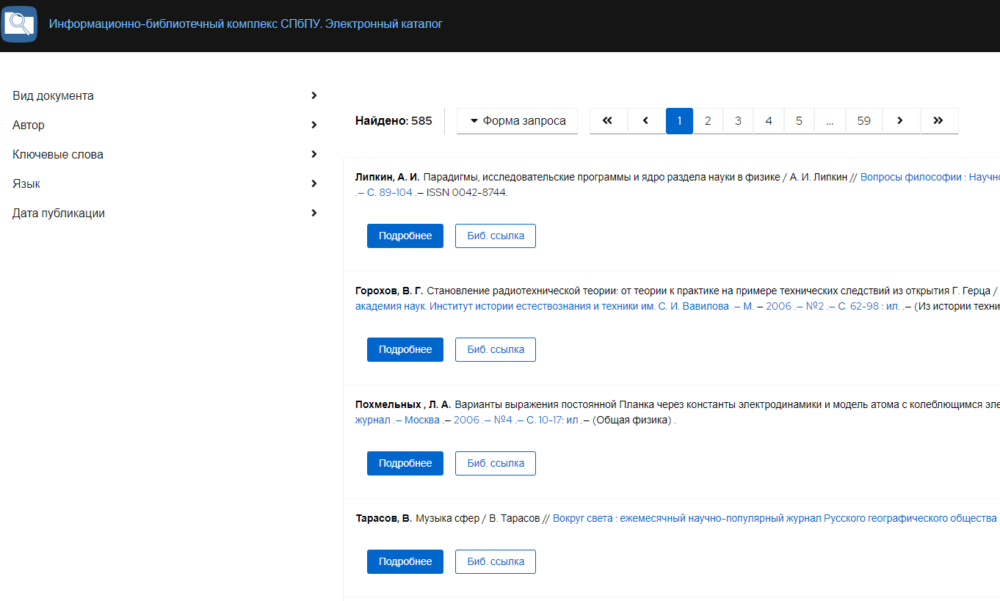 Информационно-библиотечный комплекс СПбПУ. Электронный каталог
Вид документа
Автор
Ключевые слова
Язык
Дата публикации
Найдено: 585
Форма запроса
1 2 3 4 5 ... 59
Липкин, А. И. Парадигмы, исследовательские программы и ядро раздела науки в физике / А. И. Липкин // Вопросы философии : Научно
.– С. 89-104 .– ISSN 0042-8744.
Подробнее Биб. ссылка
Горохов, В. Г. Становление радиотехнической теории: от теории к практике на примере технических следствий из открытия Г. Герца /
академия наук. Институт истории естествознания и техники им. С. И. Вавилова .– М. – 2006 .– №2 .– С. 62-98 : ил. .– (Из истории техни
Подробнее Биб. ссылка
Похмельных , Л. А. Варианты выражения постоянной Планка через константы электродинамики и модель атома с колеблющимся эле
журнал .– Москва .– 2006 .– №4 .– С. 10-17: ил .– (Общая физика) .
Подробнее Биб. ссылка
Тарасов, В. Музыка сфер / В. Тарасов // Вокруг света : ежемесячный научно-популярный журнал Русского географического общества
Подробнее Биб. ссылка